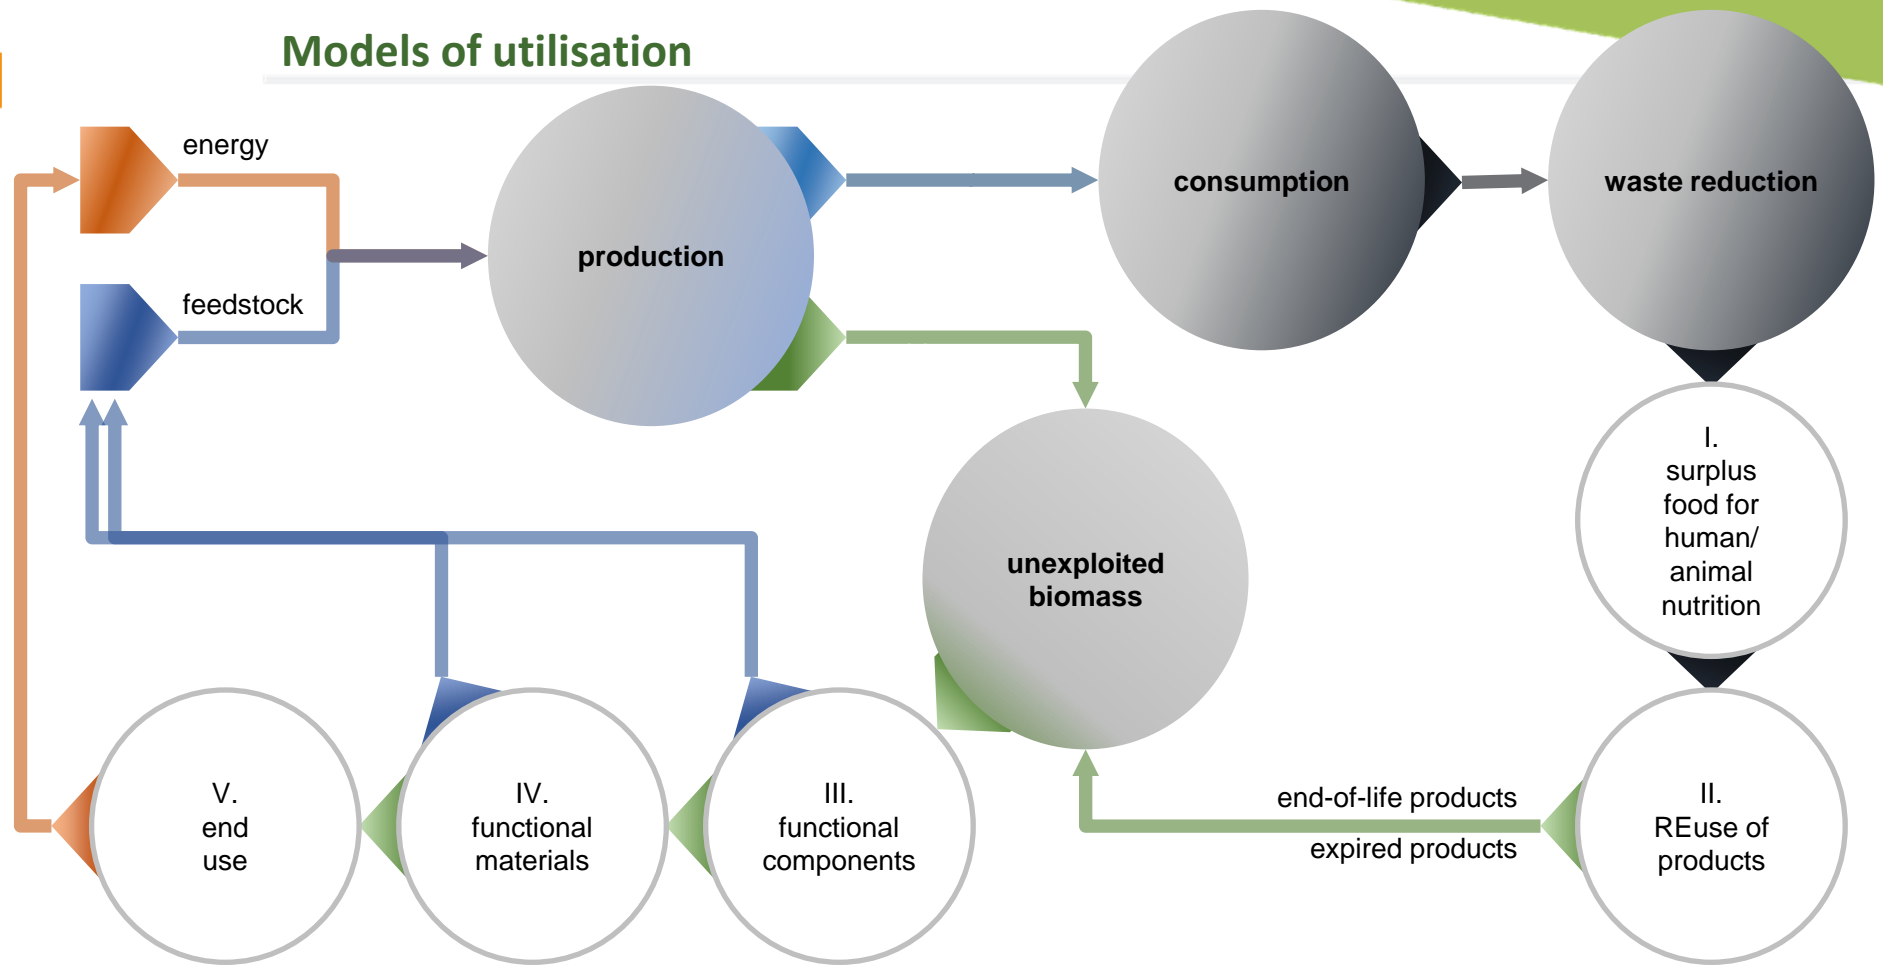 Models of utilisation
energy
feedstock
production
consumption
waste reduction
I.
surplus
food for
human/
animal
nutrition
unexploited
biomass
end-of-life products
expired products
II.
REuse of
products
III.
functional
components
IV.
functional
materials
V.
end
use